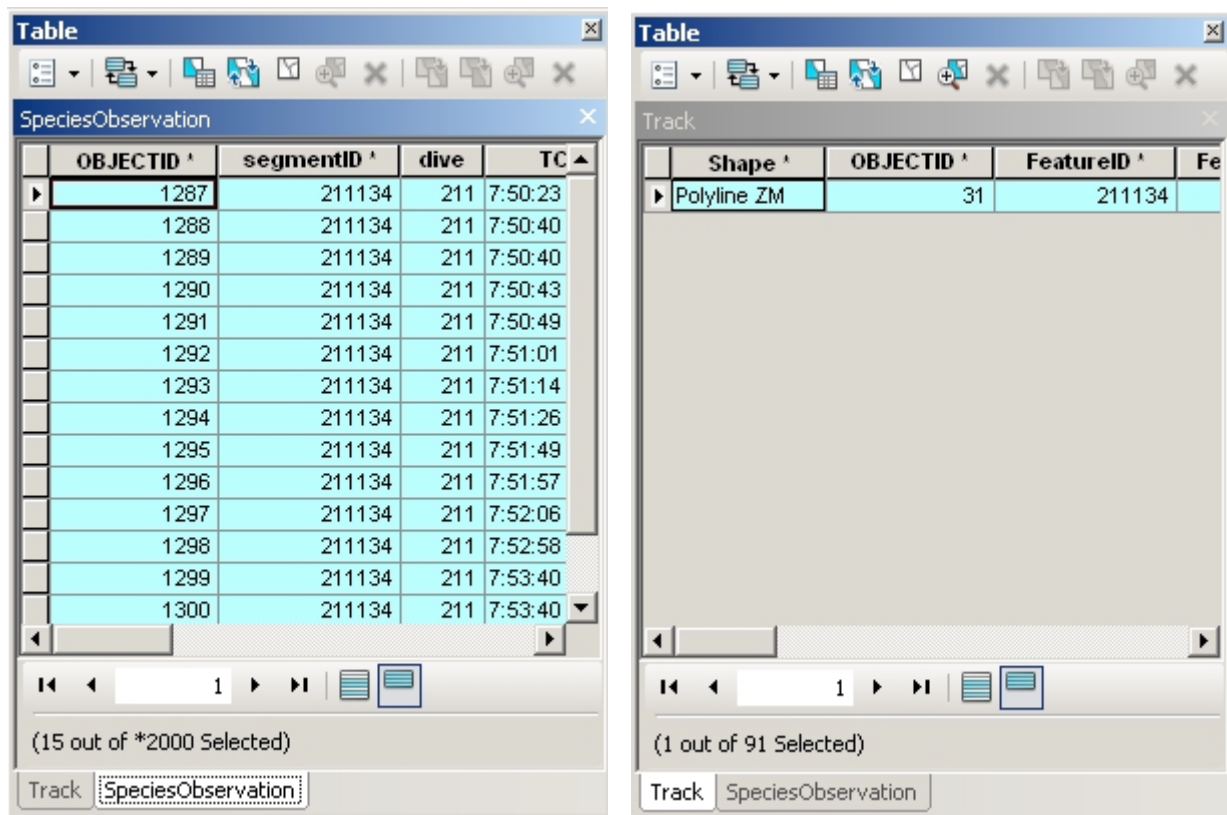 Table
SpeciesObservation
OBJECTID * segmentID * dive TC
1287 211134 211 7:50:23
1288 211134 211 7:50:40
1289 211134 211 7:50:40
1290 211134 211 7:50:43
1291 211134 211 7:50:49
1292 211134 211 7:51:01
1293 211134 211 7:51:14
1294 211134 211 7:51:26
1295 211134 211 7:51:49
1296 211134 211 7:51:57
1297 211134 211 7:52:06
1298 211134 211 7:52:58
1299 211134 211 7:53:40
1300 211134 211 7:53:40
1
(15 out of *2000 Selected)
Track SpeciesObservation
Table
Track
Shape * OBJECTID * FeatureID * Fe
Polyline ZM 31 211134
1
(1 out of 91 Selected)
Track SpeciesObservation